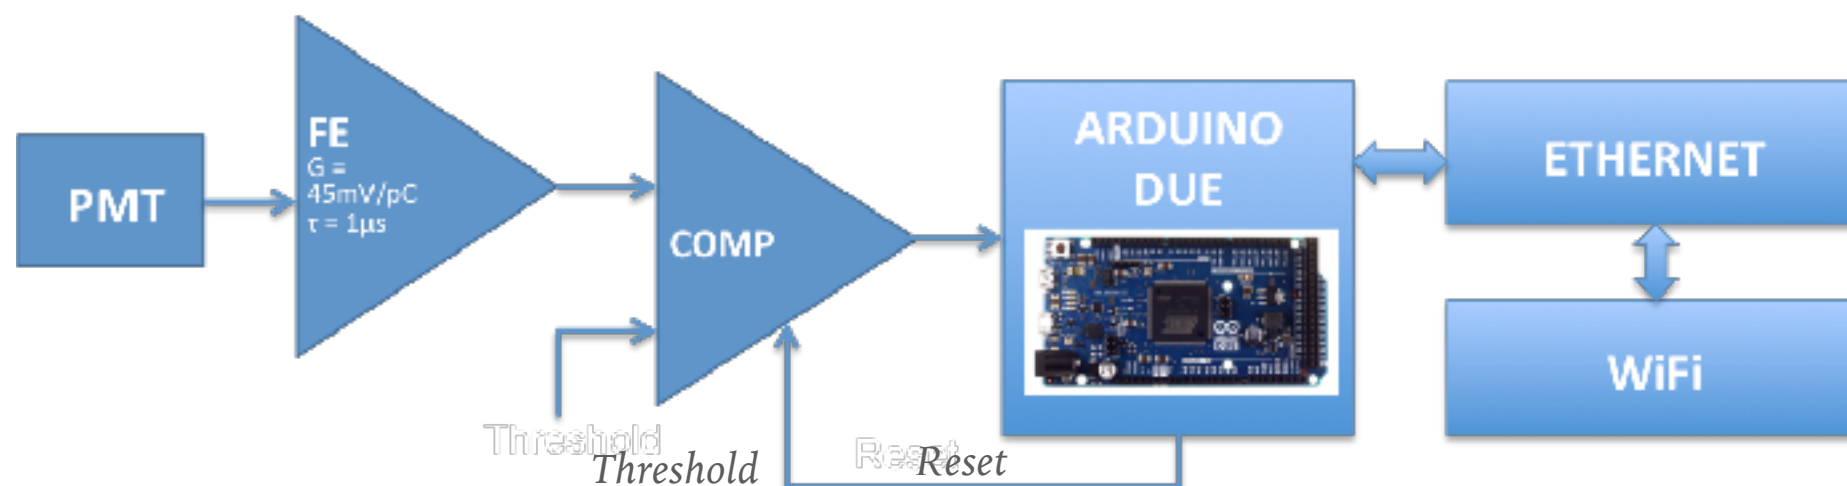 PMT
FE
G =
45mV/pC
τ = 1µs
COMP
Threshold
Threshold
Reset
Reset
ARDUINO
DUE
ETHERNET
WiFi